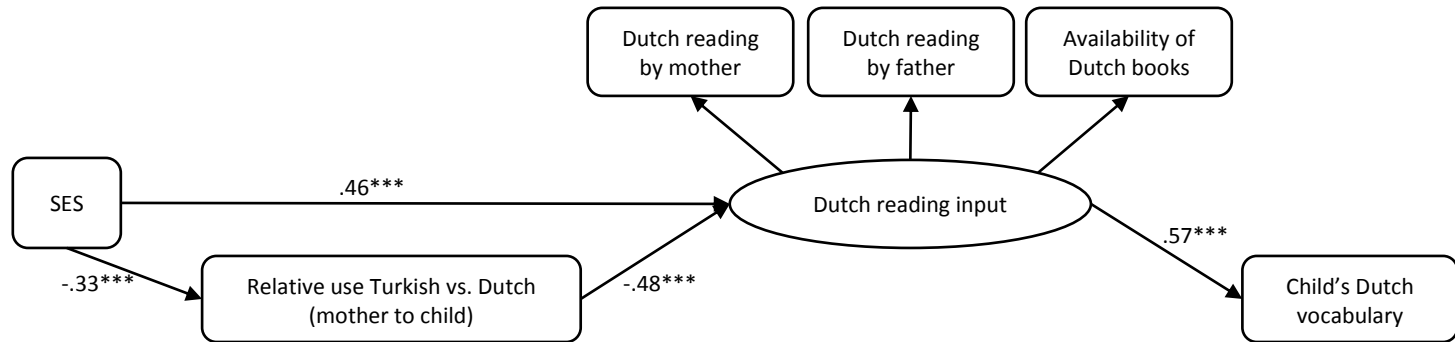 Dutch reading
by mother
Dutch reading
by father
Availability of
Dutch books
SES
.46***
Dutch reading input
-.33***
Relative use Turkish vs. Dutch
(mother to child)
-.48***
.57***
Child’s Dutch
vocabulary